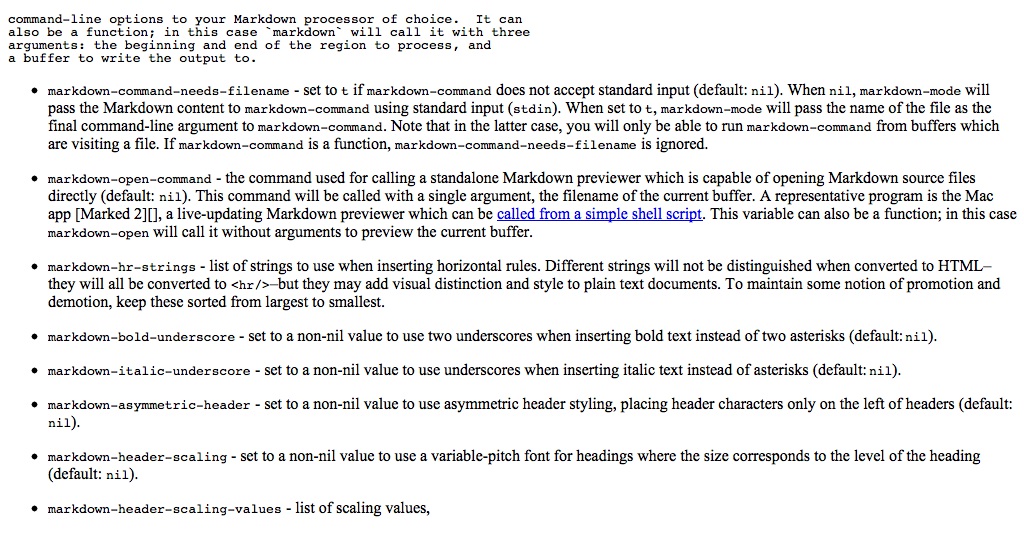 command-line options to your Markdown processor of choice.  It can
also be a function; in this case `markdown` will call it with three
arguments: the beginning and end of the region to process, and
a buffer to write the output to.
• markdown-command-needs-filename - set to t if markdown-command does not accept standard input (default: nil). When nil, markdown-mode will
pass the Markdown content to markdown-command using standard input (stdin). When set to t, markdown-mode will pass the name of the file as the
final command-line argument to markdown-command. Note that in the latter case, you will only be able to run markdown-command from buffers which
are visiting a file. If markdown-command is a function, markdown-command-needs-filename is ignored.
• markdown-open-command - the command used for calling a standalone Markdown previewer which is capable of opening Markdown source files
directly (default: nil). This command will be called with a single argument, the filename of the current buffer. A representative program is the Mac
app [Marked 2][], a live-updating Markdown previewer which can be called from a simple shell script. This variable can also be a function; in this case
markdown-open will call it without arguments to preview the current buffer.
• markdown-hr-strings - list of strings to use when inserting horizontal rules. Different strings will not be distinguished when converted to HTML–
they will all be converted to <hr/>–but they may add visual distinction and style to plain text documents. To maintain some notion of promotion and
demotion, keep these sorted from largest to smallest.
• markdown-bold-underscore - set to a non-nil value to use two underscores when inserting bold text instead of two asterisks (default: nil).
• markdown-italic-underscore - set to a non-nil value to use underscores when inserting italic text instead of asterisks (default: nil).
• markdown-asymmetric-header - set to a non-nil value to use asymmetric header styling, placing header characters only on the left of headers (default:
nil).
• markdown-header-scaling - set to a non-nil value to use a variable-pitch font for headings where the size corresponds to the level of the heading
(default: nil).
• markdown-header-scaling-values - list of scaling values,